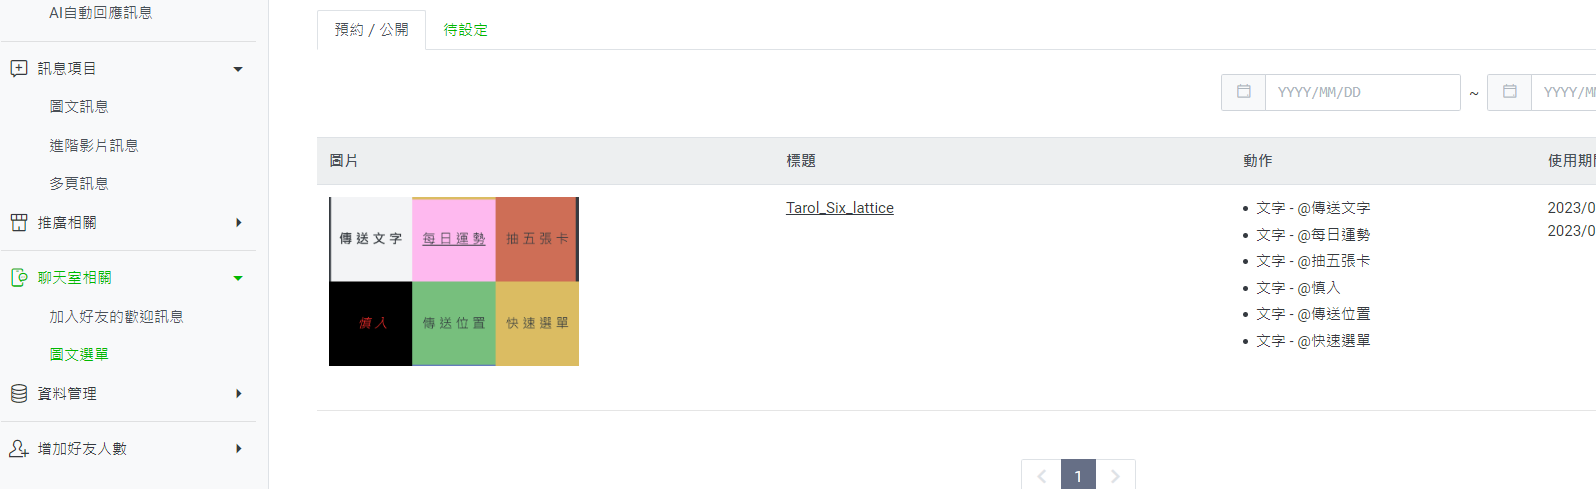 AI自動回應訊息
訊息項目
圖文訊息
進階影片訊息
多頁訊息
推廣相關
聊天室相關
加入好友的歡迎訊息
圖文選單
資料管理
增加好友人數
預約 / 公開
待設定
YYYY/MM/DD ~ YYYY/M
圖片 標題 動作 使用期
傳送文字 每日運勢 抽五張卡
慎入 傳送位置 快速選單
Tarol_Six_lattice
• 文字 - @傳送文字
• 文字 - @每日運勢
• 文字 - @抽五張卡
• 文字 - @慎入
• 文字 - @傳送位置
• 文字 - @快速選單
2023/0
2023/0
1